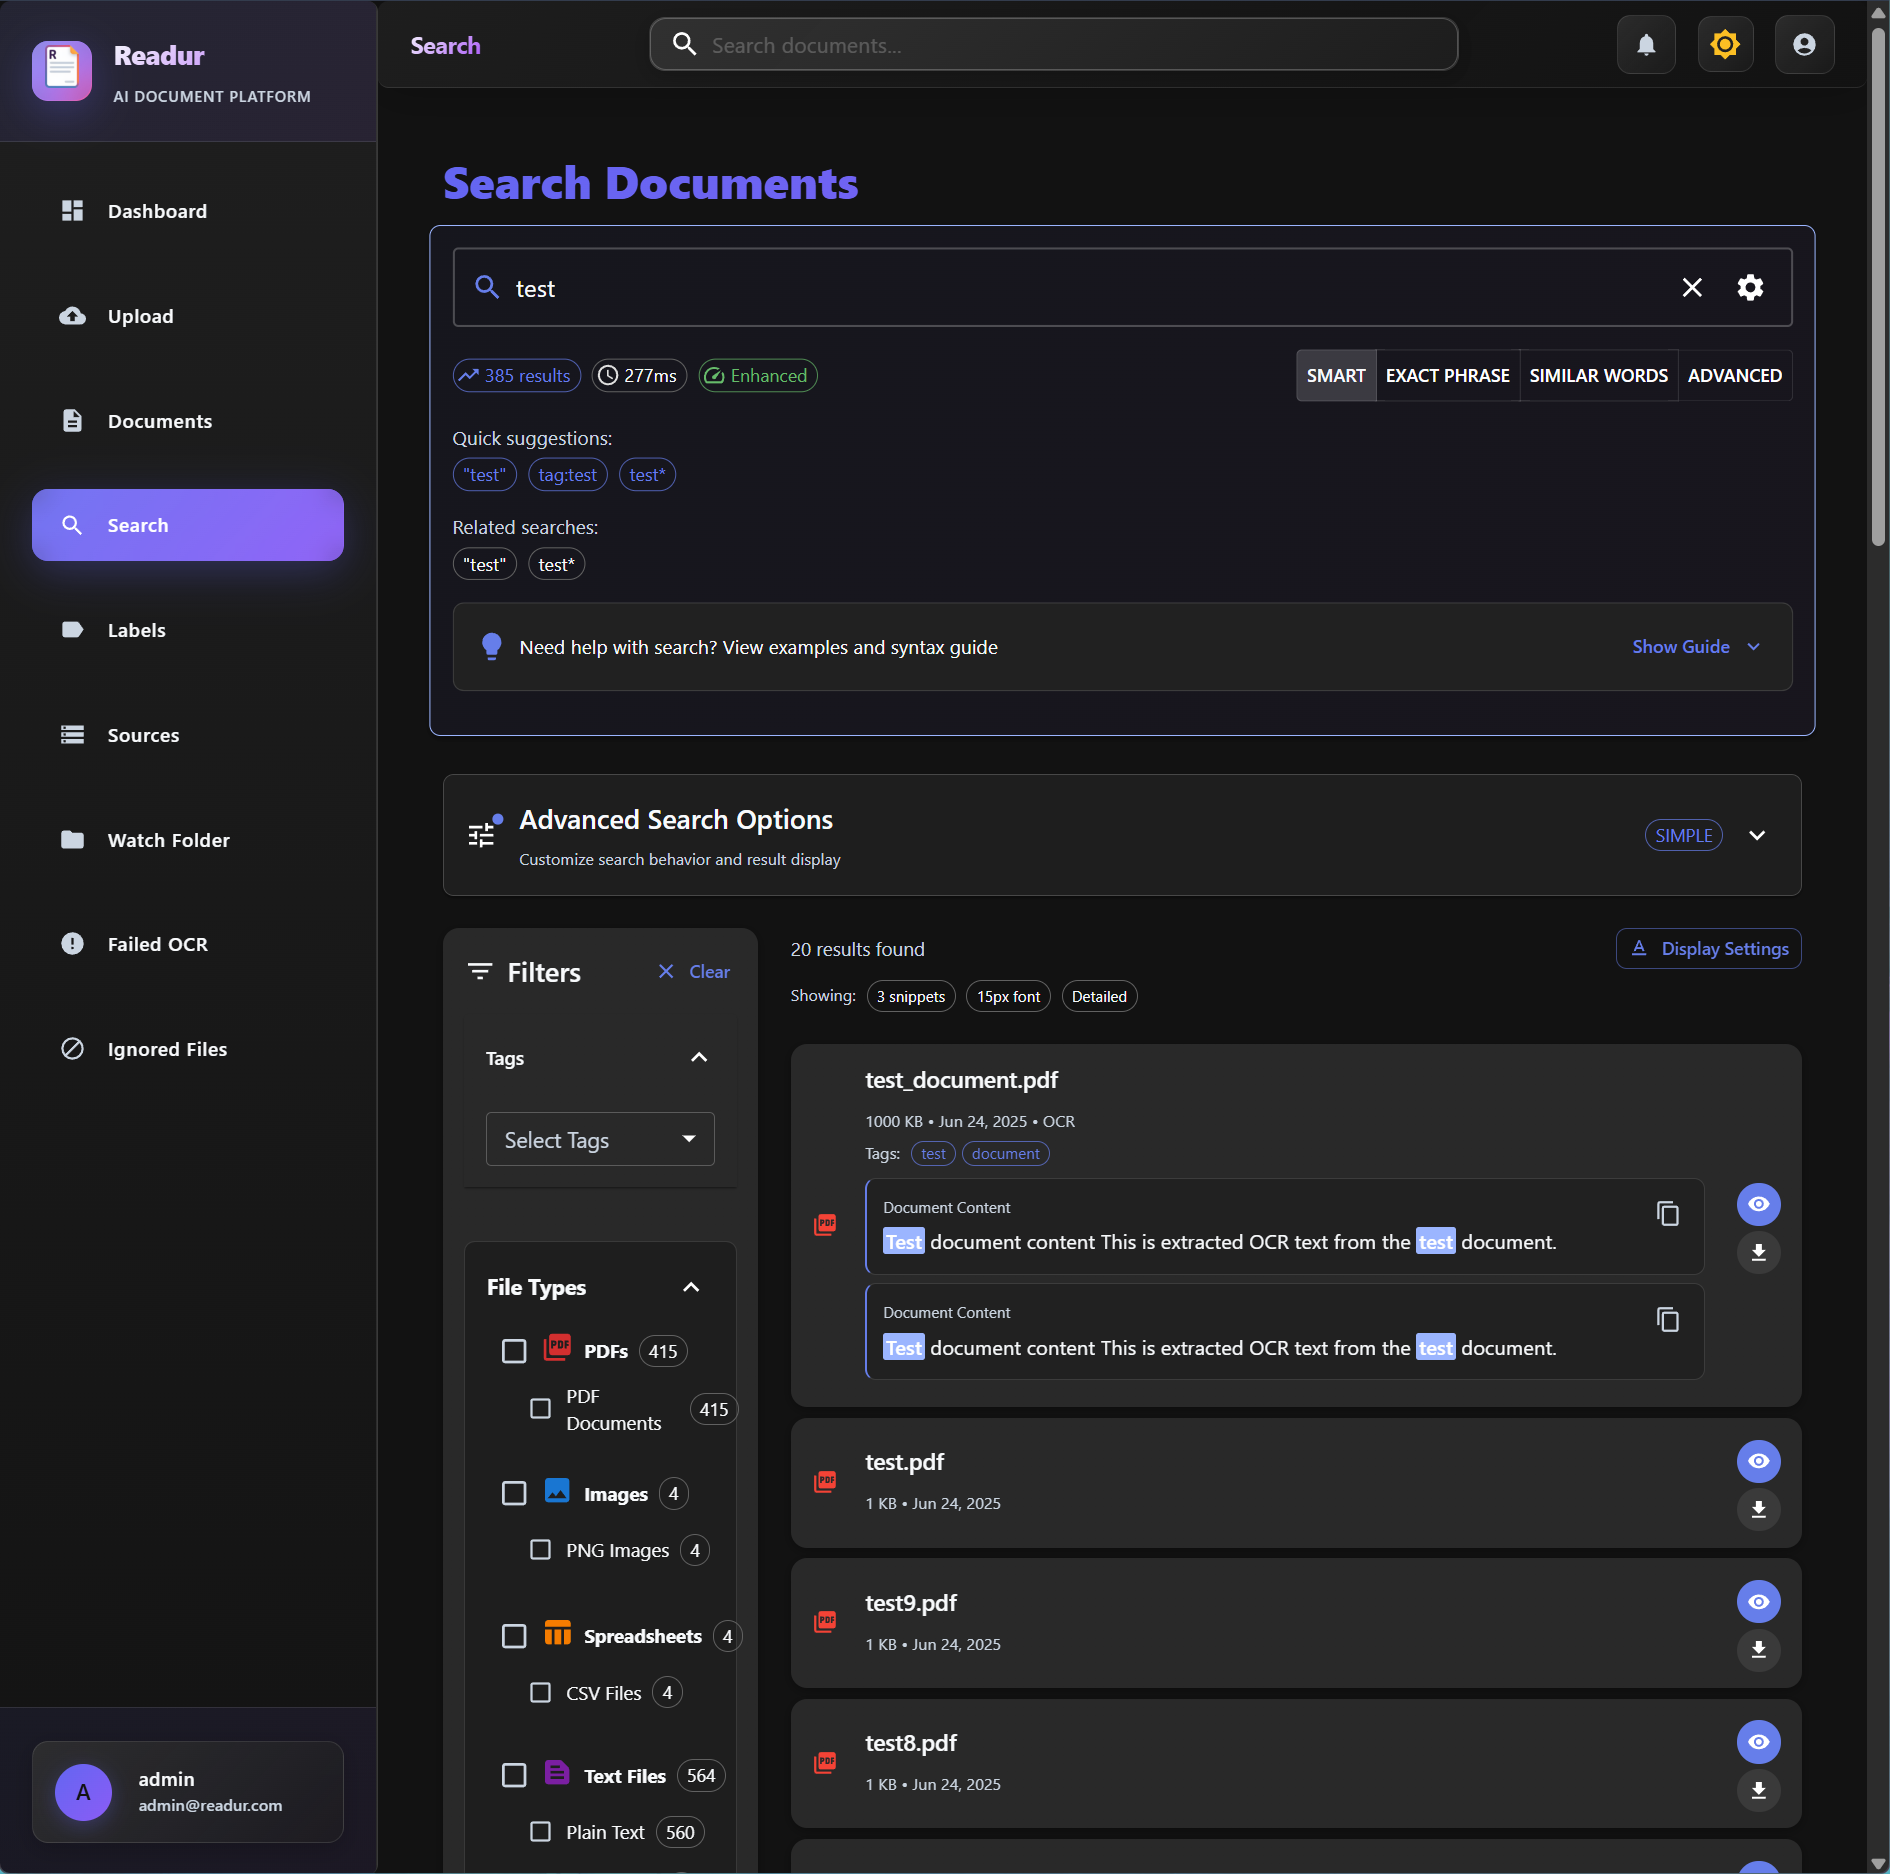 Readur
AI DOCUMENT PLATFORM
Dashboard
Upload
Documents
Search
Labels
Sources
Watch Folder
Failed OCR
Ignored Files
A
admin
admin@readur.com
Search
Search documents...
Search Documents
test
385 results
277ms
Enhanced
SMART
EXACT PHRASE
SIMILAR WORDS
ADVANCED
Quick suggestions:
"test"
tag:test
test*
Related searches:
"test"
test*
Need help with search? View examples and syntax guide
Show Guide
Advanced Search Options
Customize search behavior and result display
SIMPLE
Filters
Clear
Tags
Select Tags
File Types
PDFs 415
PDF
Documents
415
Images 4
PNG Images 4
Spreadsheets 4
CSV Files 4
Text Files 564
Plain Text 560
20 results found
Display Settings
Showing: 3 snippets 15px font Detailed
test_document.pdf
1000 KB • Jun 24, 2025 • OCR
Tags: test document
Document Content
Test document content This is extracted OCR text from the test document.
Document Content
Test document content This is extracted OCR text from the test document.
test.pdf
1 KB • Jun 24, 2025
test9.pdf
1 KB • Jun 24, 2025
test8.pdf
1 KB • Jun 24, 2025